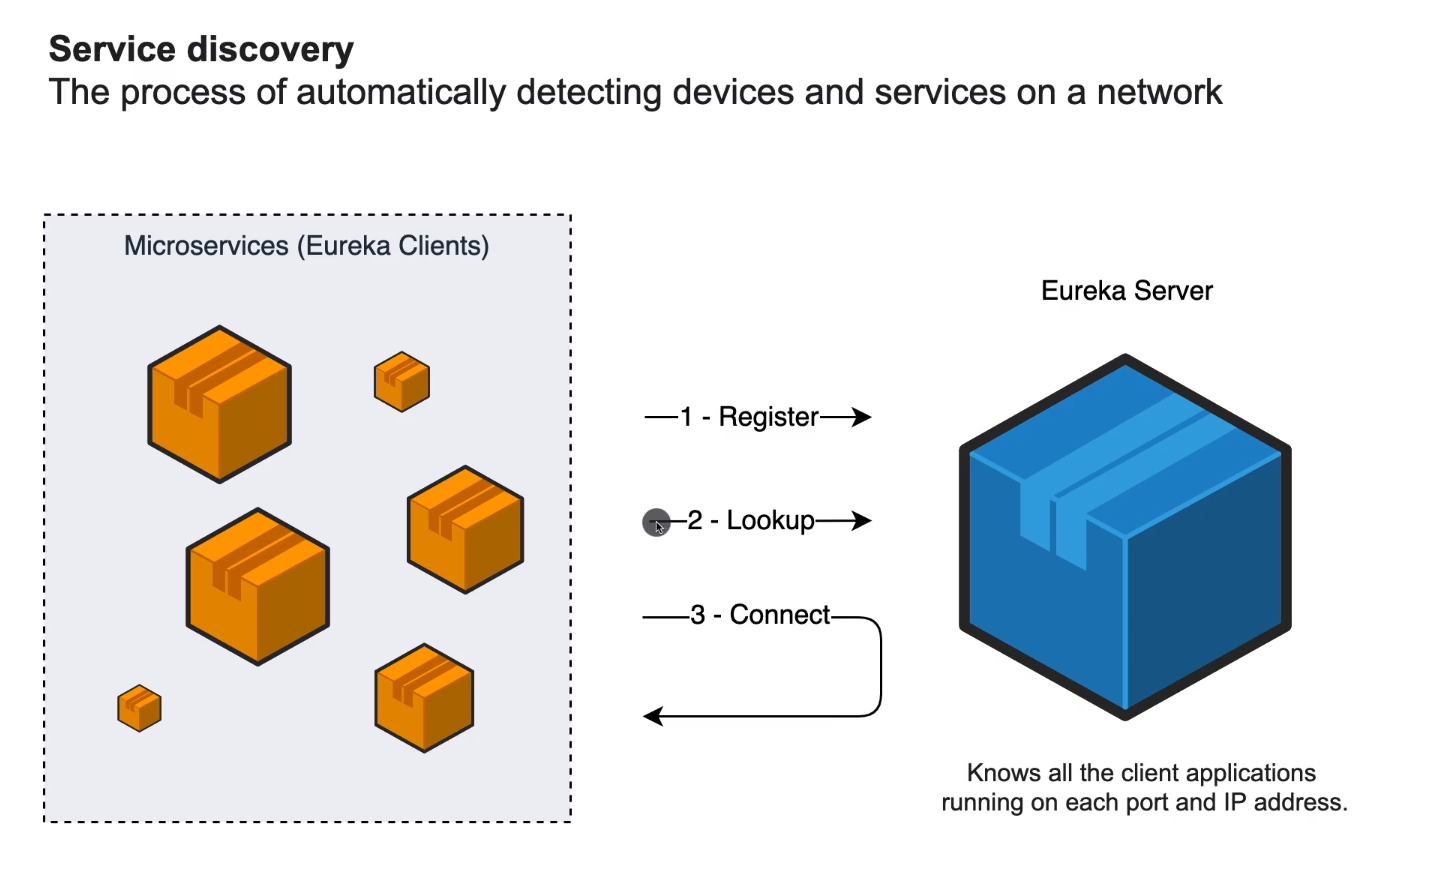 Service discovery
The process of automatically detecting devices and services on a network
Microservices (Eureka Clients)
Eureka Server
1 - Register
2 - Lookup
3 - Connect
Knows all the client applications
running on each port and IP address.